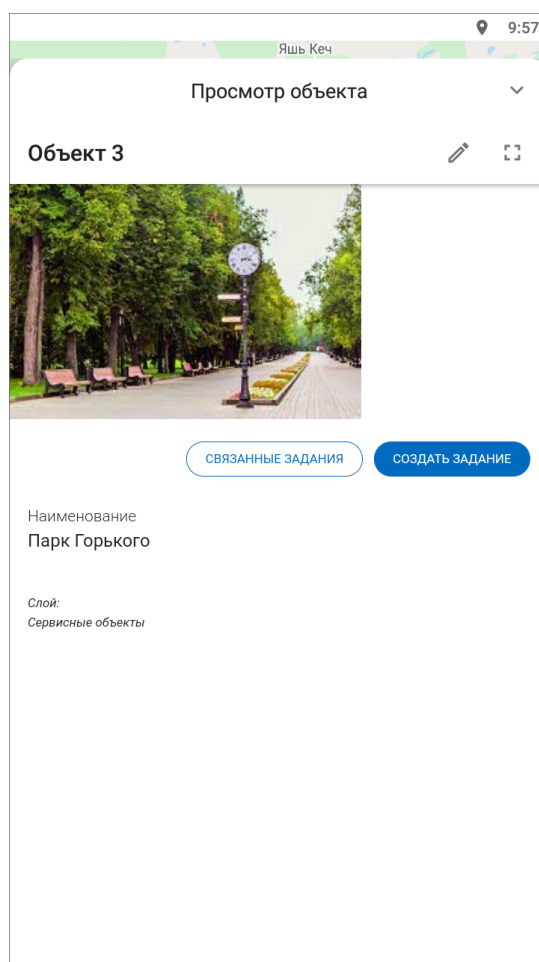 9:57
Яшь Кеч
Просмотр объекта
Объект 3
СВЯЗАННЫЕ ЗАДАНИЯ
СОЗДАТЬ ЗАДАНИЕ
Наименование
Парк Горького
Слой:
Сервисные объекты